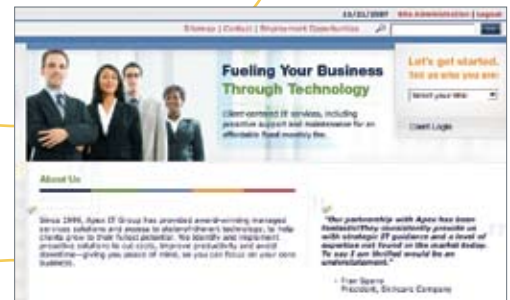 10/31/2007 Site Administration | Logout
Sitemap | Contact | Employment Opportunities
Fueling Your Business
Through Technology
Client-centered IT services, including
proactive support and maintenance for an
affordable fixed monthly fee.
Let's get started.
Tell us who you are:
Select your title
Client Login
About Us
Since 1999, Apex IT Group has provided award-winning managed
services solutions and access to state-of-the-art technology, to help
clients grow to their fullest potential. We identify and implement
proactive solutions to cut costs, improve productivity and avoid
downtime—giving you peace of mind, so you can focus on your core
business.
"Our partnership with Apex has been
fantastic! They consistently provide us
with strategic IT guidance and a level of
expertise not found in the market today.
To say I am thrilled would be an
understatement."
President, Skincare Company